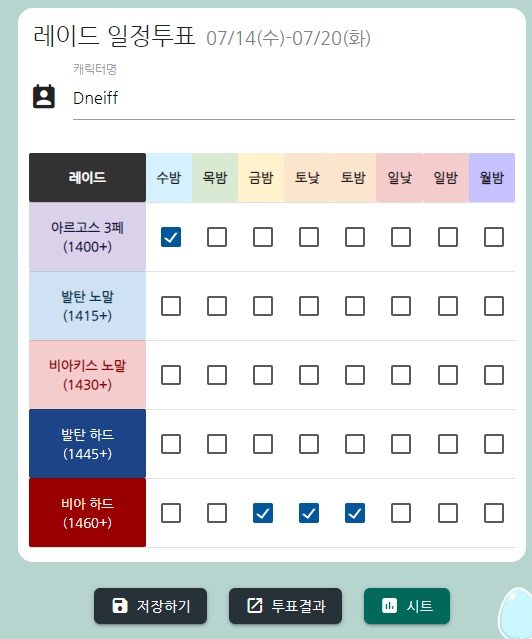 레이드 일정투표 07/14(수)-07/20(화)
캐릭터명
Dneiff
레이드 수밤 목밤 금밤 토낮 토밤 일낮 일밤 월밤
아르고스 3페
(1400+)
발탄 노말
(1415+)
비아키스 노말
(1430+)
발탄 하드
(1445+)
비아 하드
(1460+)
저장하기 투표결과 시트